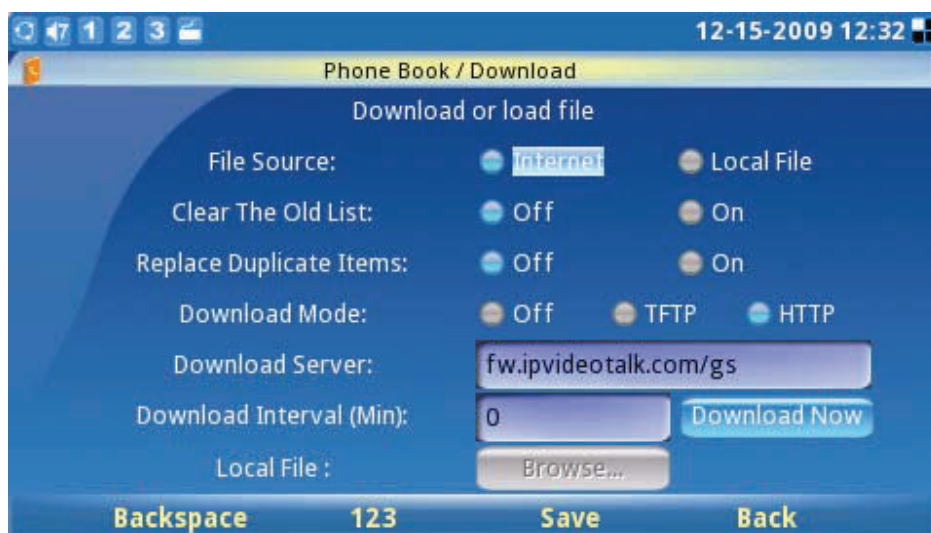 47 1 2 3 12-15-2009 12:32
Phone Book / Download
Download or load file
File Source: Internet Local File
Clear The Old List: Off On
Replace Duplicate Items: Off On
Download Mode: Off TFTP HTTP
Download Server: fw.ipvideotalk.com/gs
Download Interval (Min): 0 Download Now
Local File : Browse...
Backspace 123 Save Back